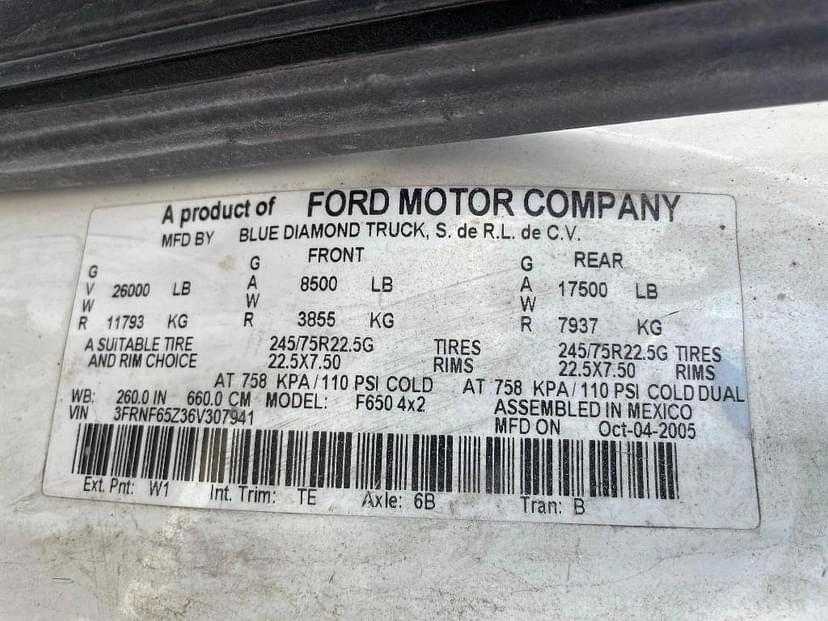 A product of FORD MOTOR COMPANY
MFD BY BLUE DIAMOND TRUCK, S. de R.L. de C.V.
FRONT REAR
GVWR 26000 LB GAWR 8500 LB GAWR 17500 LB
11793 KG 3855 KG 7937 KG
A SUITABLE TIRE 245/75R22.5G TIRES 245/75R22.5G TIRES
AND RIM CHOICE 22.5X7.50 RIMS 22.5X7.50 RIMS
AT 758 KPA/110 PSI COLD AT 758 KPA/110 PSI COLD DUAL
WB: 260.0 IN 660.0 CM MODEL: F650 4x2 ASSEMBLED IN MEXICO
VIN 3FRNF65Z36V307941 MFD ON Oct-04-2005
Ext. Pnt: W1 Int. Trim: TE Axle: 6B Tran: B